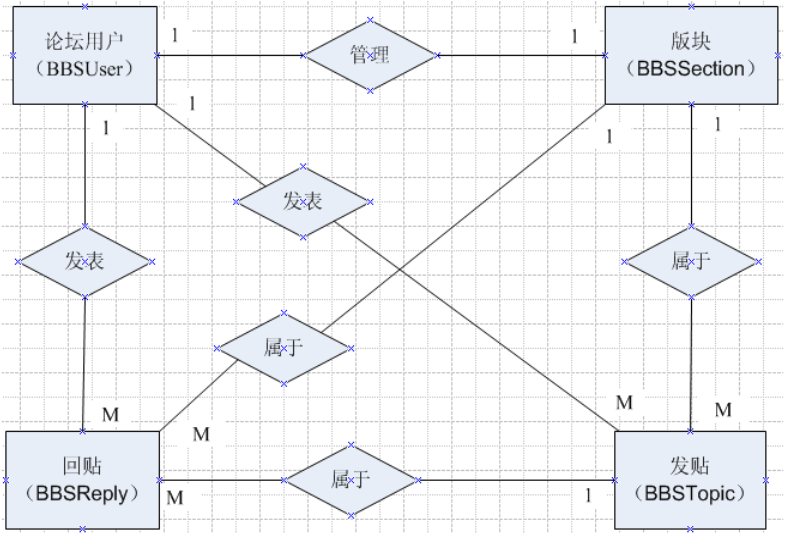 论坛用户
（BBSUser）
1
管理
1
版块
（BBSSection）
1
1
1
1
发表
发表
属于
属于
M
M
M
M
回贴
（BBSReply）
M
属于
1
发贴
（BBSTopic）